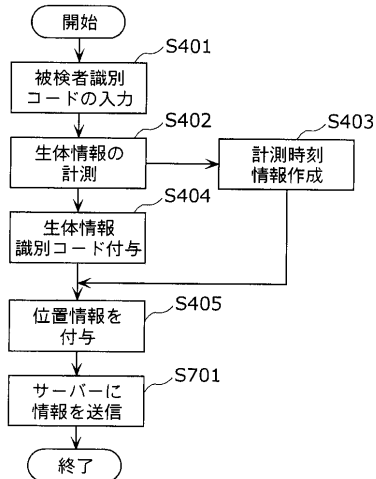 開始
S401
被検者識別
コードの入力
S402
生体情報の
計測
S403
計測時刻
情報作成
S404
生体情報
識別コード付与
S405
位置情報を
付与
S701
サーバーに
情報を送信
終了